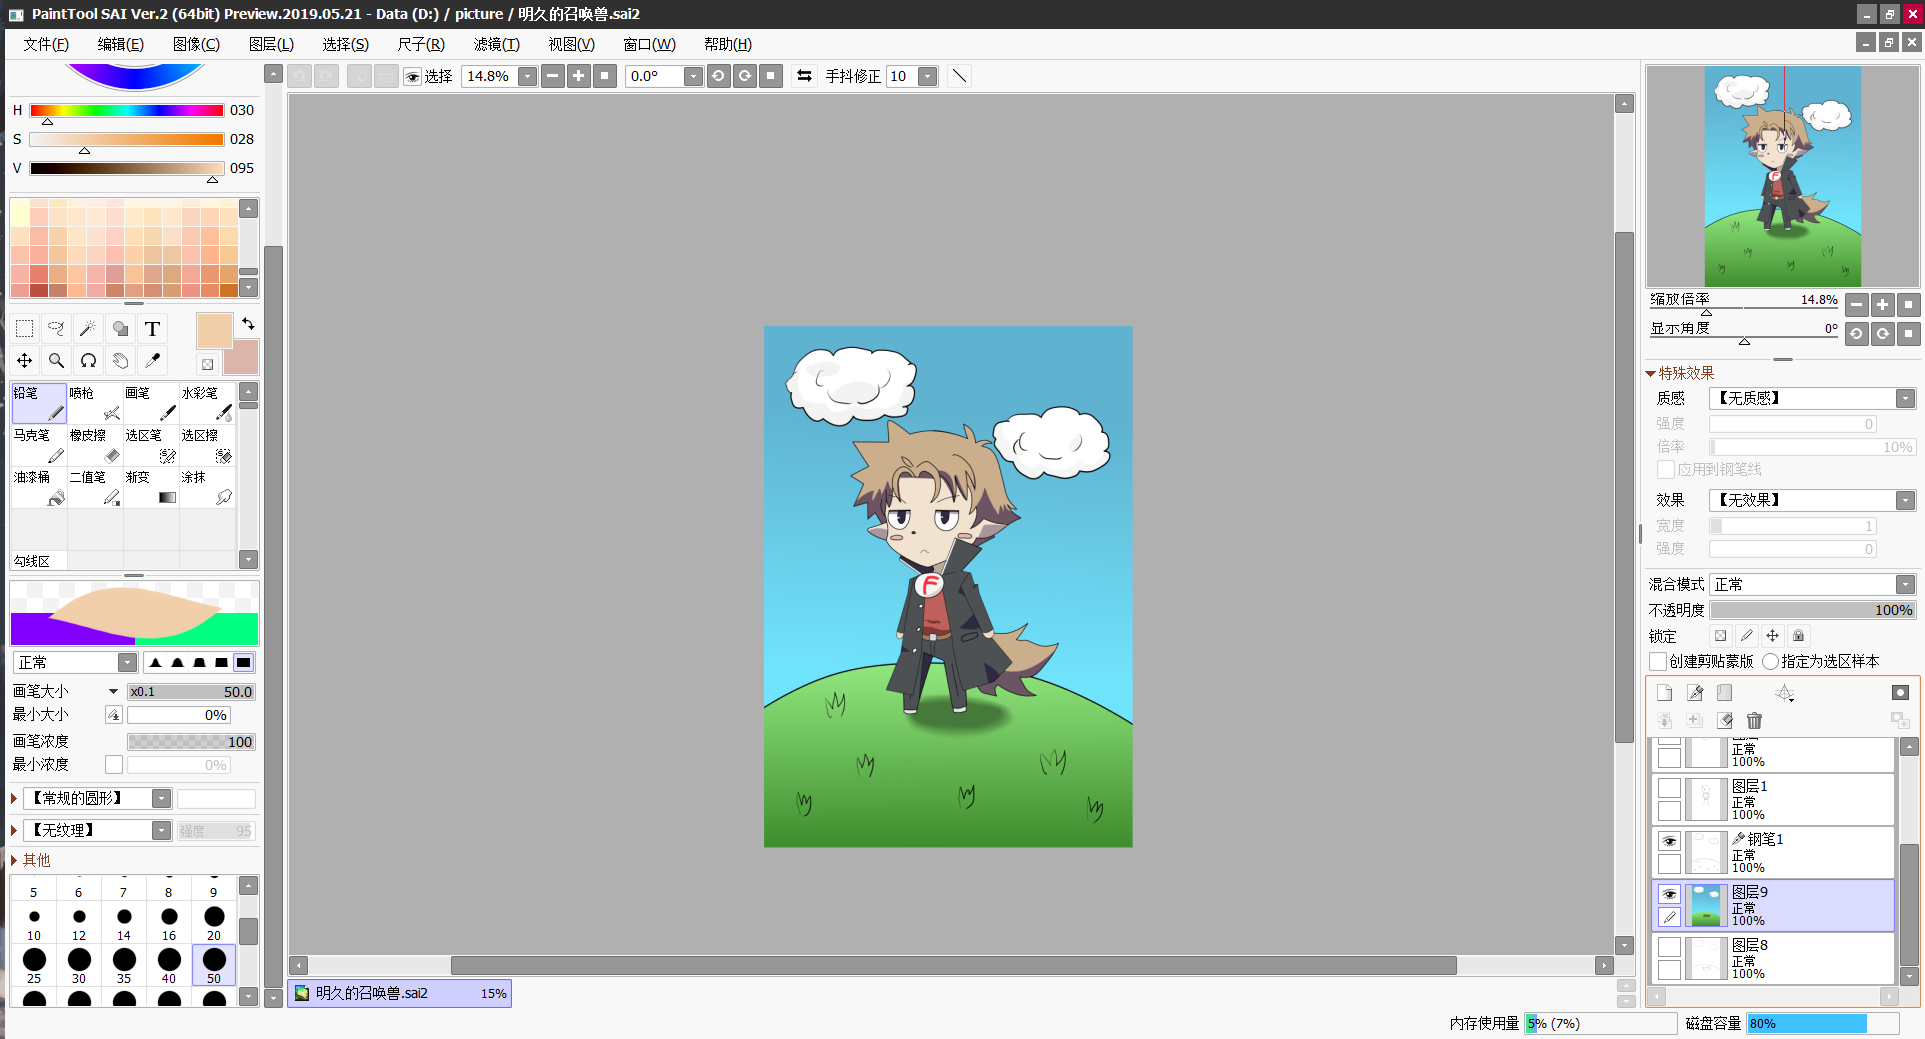 PaintTool SAI Ver.2 (64bit) Preview.2019.05.21 - Data (D:) / picture / 明久的召唤兽.sai2
文件(F) 编辑(E) 图像(C) 图层(L) 选择(S) 尺子(R) 滤镜(T) 视图(V) 窗口(W) 帮助(H)
选择 14.8% 0.0° 手抖修正 10
H 030
S 028
V 095
T
铅笔 喷枪 画笔 水彩笔
马克笔 橡皮擦 选区笔 选区擦
油漆桶 二值笔 渐变 涂抹
勾线区
正常
画笔大小 x0.1 50.0
最小大小 0%
画笔浓度 100
最小浓度 0%
【常规的圆形】
【无纹理】 强度 95
其他
5 6 7 8 9
10 12 14 16 20
25 30 35 40 50
F
明久的召唤兽.sai2 15%
F
缩放倍率 14.8%
显示角度 0°
特殊效果
质感 【无质感】
强度 0
倍率 10%
应用到钢笔线
效果 【无效果】
宽度 1
强度 0
混合模式 正常
不透明度 100%
锁定
创建剪贴蒙版 指定为选区样本
正常
100%
图层1
正常
100%
钢笔1
正常
100%
图层9
正常
100%
图层8
正常
100%
内存使用量 5% (7%) 磁盘容量 80%